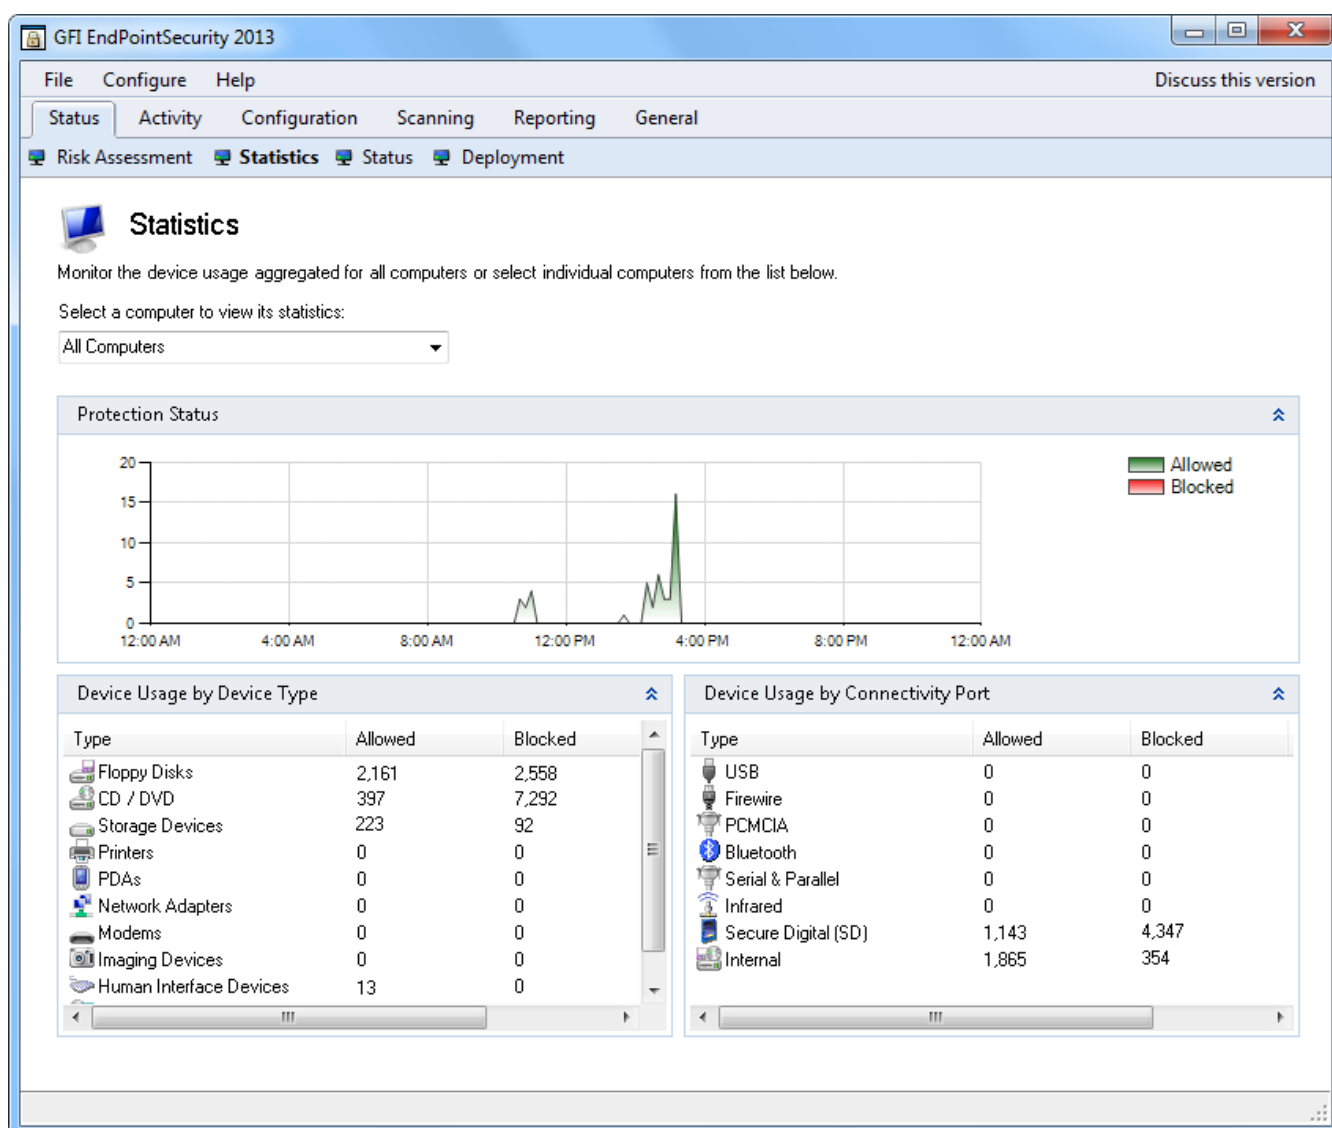 GFI EndPointSecurity 2013
File Configure Help Discuss this version
Status Activity Configuration Scanning Reporting General
Risk Assessment Statistics Status Deployment
Statistics
Monitor the device usage aggregated for all computers or select individual computers from the list below.
Select a computer to view its statistics:
All Computers
Protection Status
20
15
10
5
0
12:00 AM 4:00 AM 8:00 AM 12:00 PM 4:00 PM 8:00 PM 12:00 AM
Allowed
Blocked
Device Usage by Device Type
Type Allowed Blocked
Floppy Disks 2,161 2,558
CD / DVD 397 7,292
Storage Devices 223 92
Printers 0 0
PDAs 0 0
Network Adapters 0 0
Modems 0 0
Imaging Devices 0 0
Human Interface Devices 13 0
Device Usage by Connectivity Port
Type Allowed Blocked
USB 0 0
Firewire 0 0
PCMCIA 0 0
Bluetooth 0 0
Serial & Parallel 0 0
Infrared 0 0
Secure Digital (SD) 1,143 4,347
Internal 1,865 354